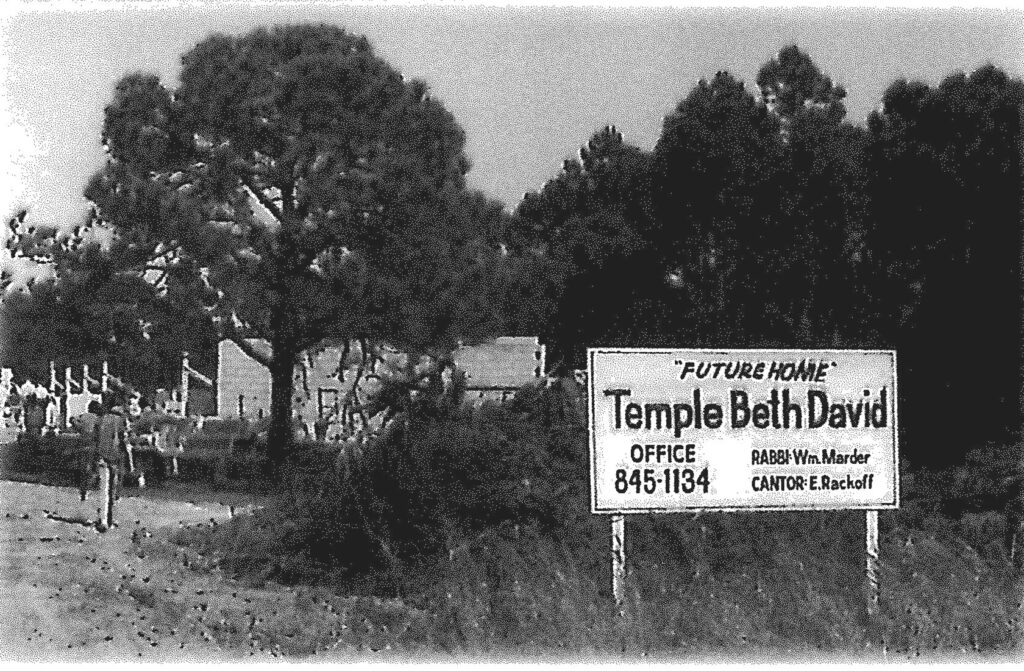 "FUTURE HOME"
Temple Beth David
OFFICE
845-1134
RABBI: Wm. Marder
CANTOR: E. Rackoff